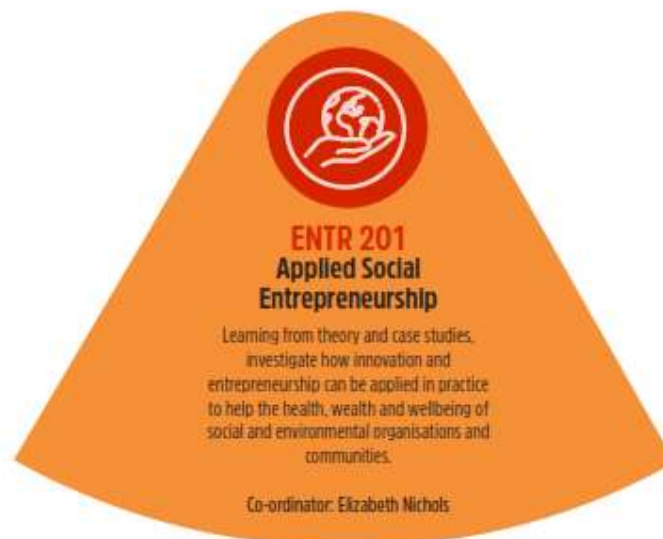 ENTR 201
Applied Social
Entrepreneurship
Learning from theory and case studies,
investigate how innovation and
entrepreneurship can be applied in practice
to help the health, wealth and wellbeing of
social and environmental organisations and
communities.
Co-ordinator: Elizabeth Nichols